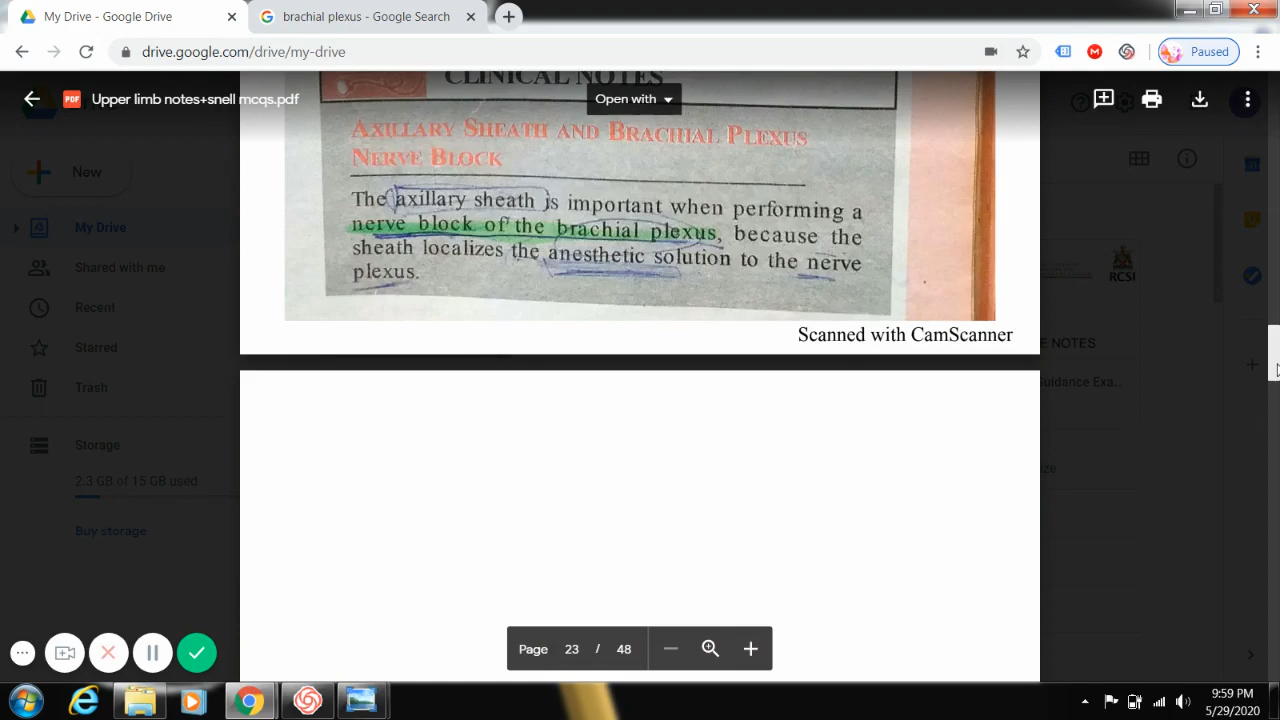 My Drive - Google Drive
brachial plexus - Google Search
drive.google.com/drive/my-drive
Paused
CLINICAL NOTES
Upper limb notes+snell mcqs.pdf
Open with
AXILLARY SHEATH AND BRACHIAL PLEXUS
NERVE BLOCK
New
The axillary sheath is important when performing a
nerve block of the brachial plexus, because the
sheath localizes the anesthetic solution to the nerve
plexus.
My Drive
Shared with me
RCSI
Recent
Scanned with CamScanner
E NOTES
Starred
Trash
Guidance Exa...
Storage
2.3 GB of 15 GB used
Buy storage
Page 23 / 48
9:59 PM
5/29/2020